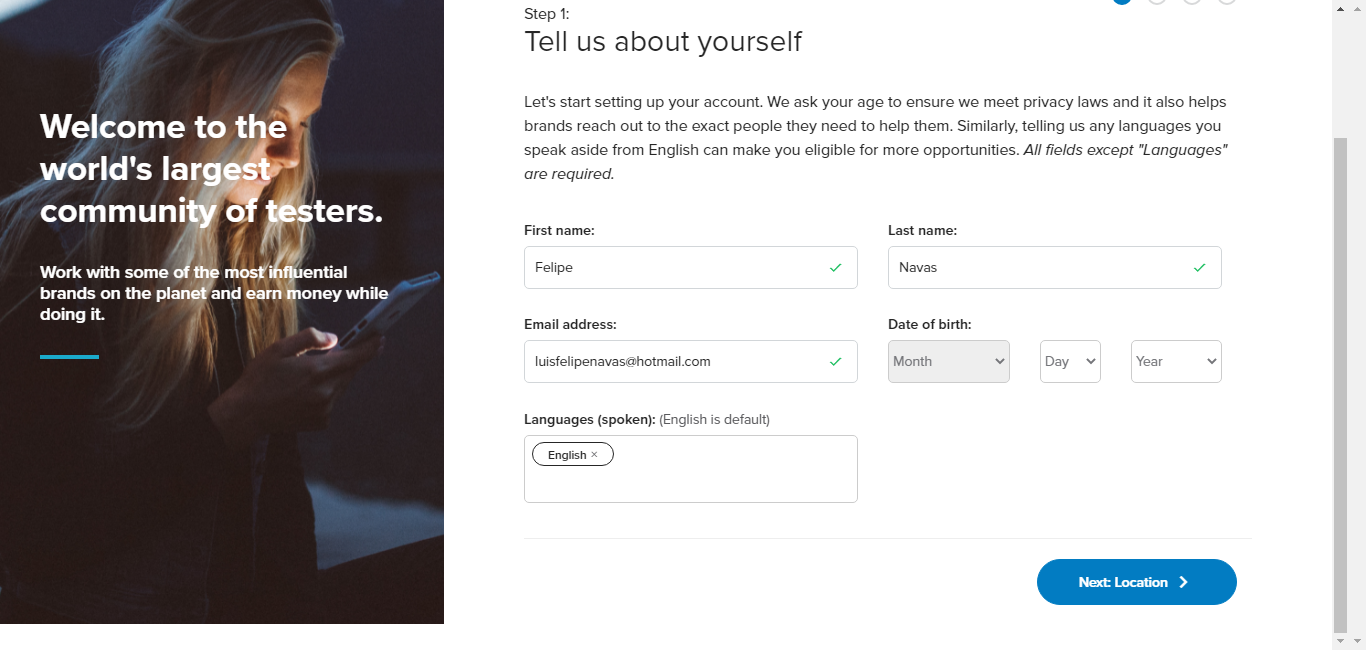 Welcome to the
world's largest
community of testers.
Work with some of the most influential
brands on the planet and earn money while
doing it.
Step 1:
Tell us about yourself
Let's start setting up your account. We ask your age to ensure we meet privacy laws and it also helps
brands reach out to the exact people they need to help them. Similarly, telling us any languages you
speak aside from English can make you eligible for more opportunities. All fields except "Languages"
are required.
First name:
Last name:
Felipe
Navas
Email address:
Date of birth:
luisfelipenavas@hotmail.com
Month
Day
Year
Languages (spoken): (English is default)
English ×
Next: Location